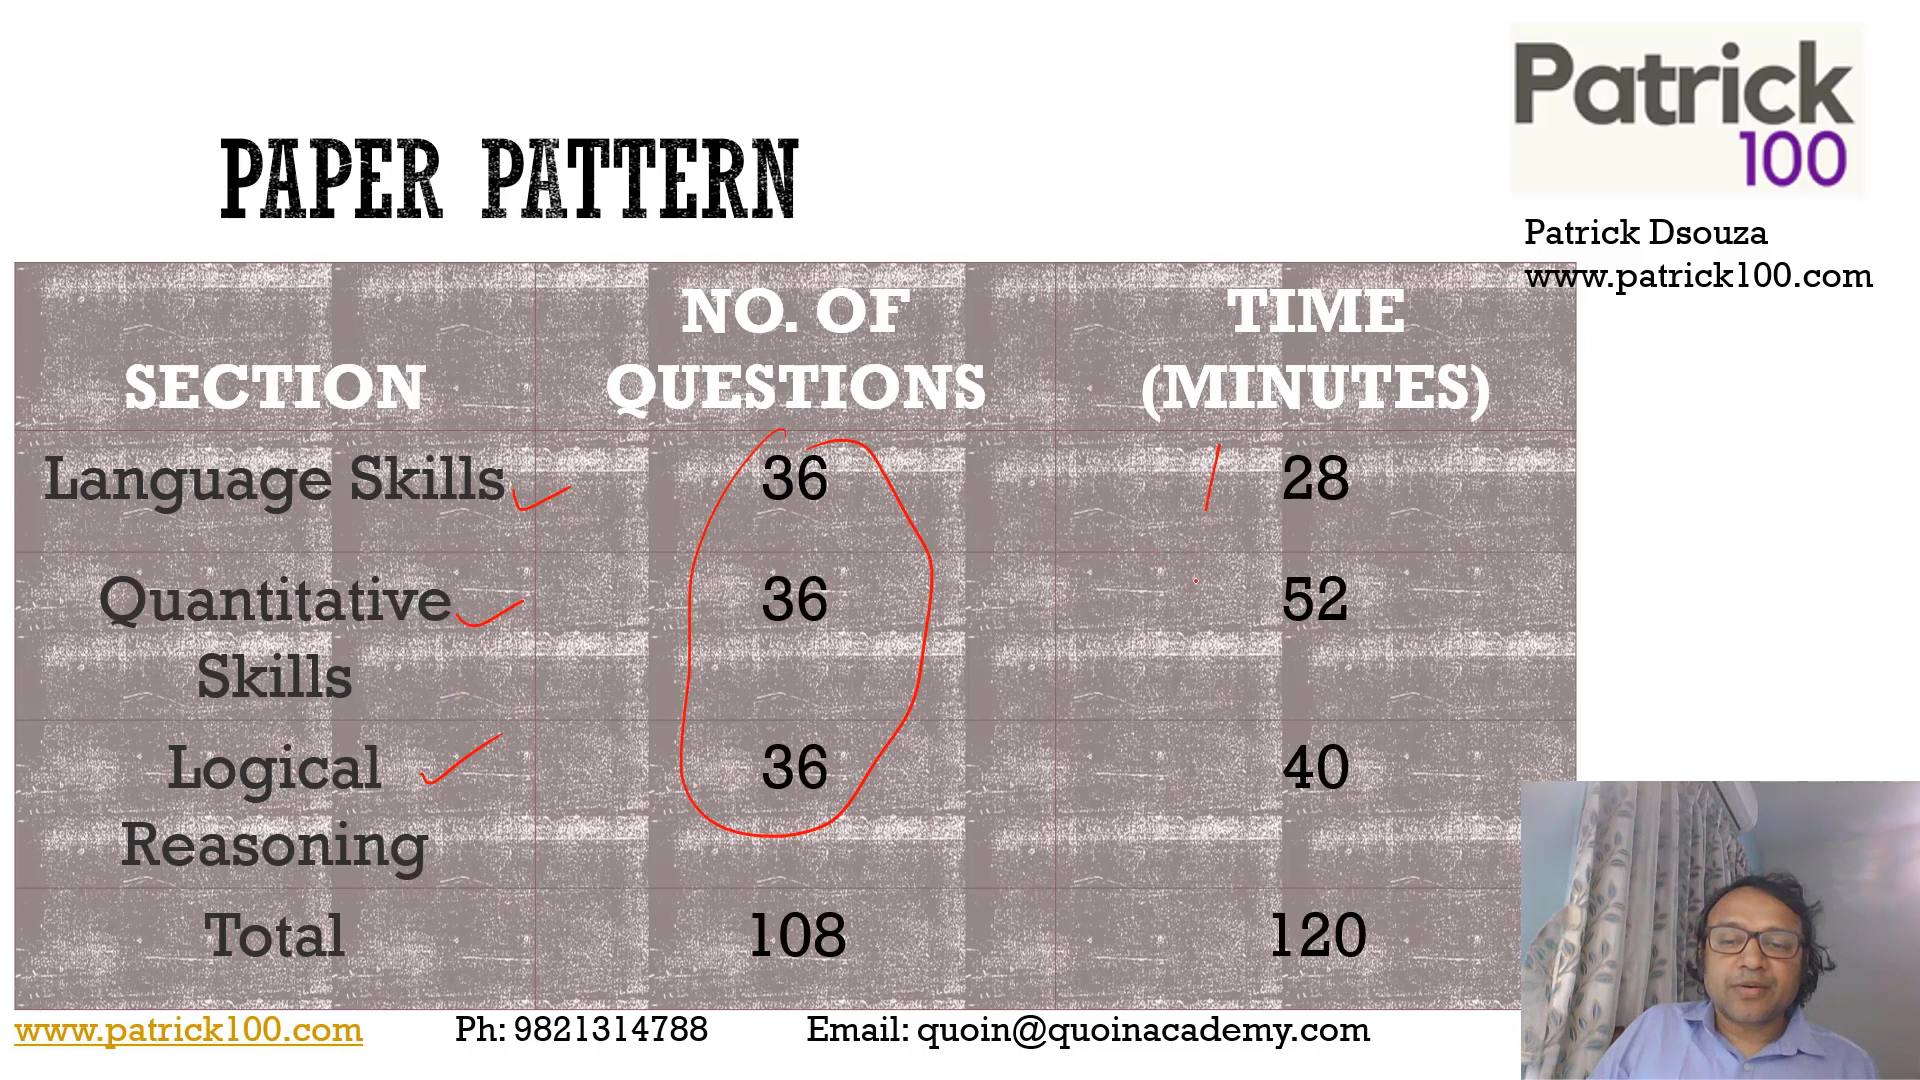 Patrick
100
PAPER PATTERN
Patrick Dsouza
www.patrick100.com
SECTION
NO. OF
QUESTIONS
TIME
(MINUTES)
Language Skills
36
28
Quantitative
Skills
36
52
Logical
Reasoning
36
40
Total
108
120
www.patrick100.com
Ph: 9821314788
Email: quoin@quoinacademy.com